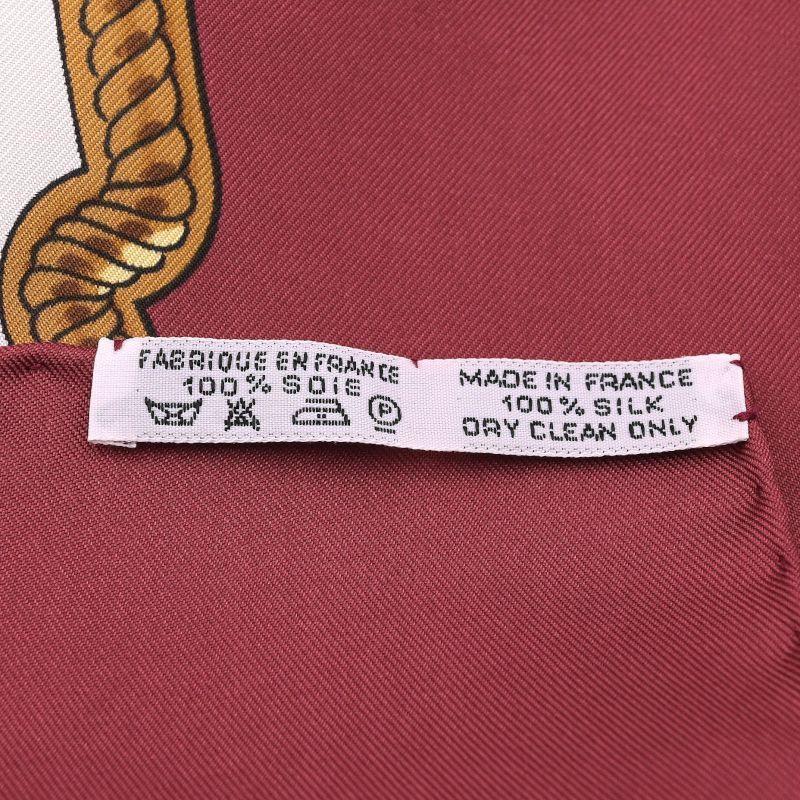 FABRIQUE EN FRANCE
100% SOIE
P
MADE IN FRANCE
100% SILK
DRY CLEAN ONLY